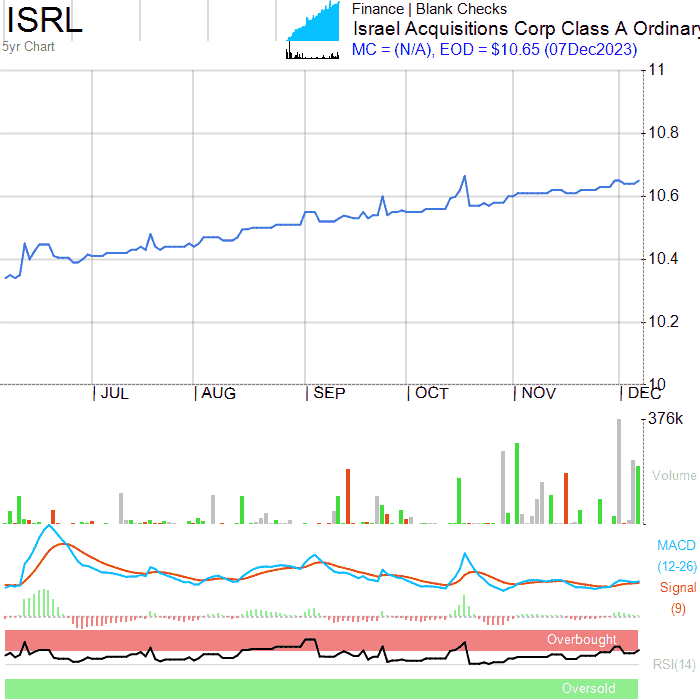 ISRL
5yr Chart
Finance | Blank Checks
Israel Acquisitions Corp Class A Ordinary
MC = (N/A), EOD = $10.65 (07Dec2023)
11
10.8
10.6
10.4
10.2
10
JUL
AUG
SEP
OCT
NOV
DEC
376k
Volume
MACD
(12-26)
Signal
(9)
Overbought
RSI(14)
Oversold